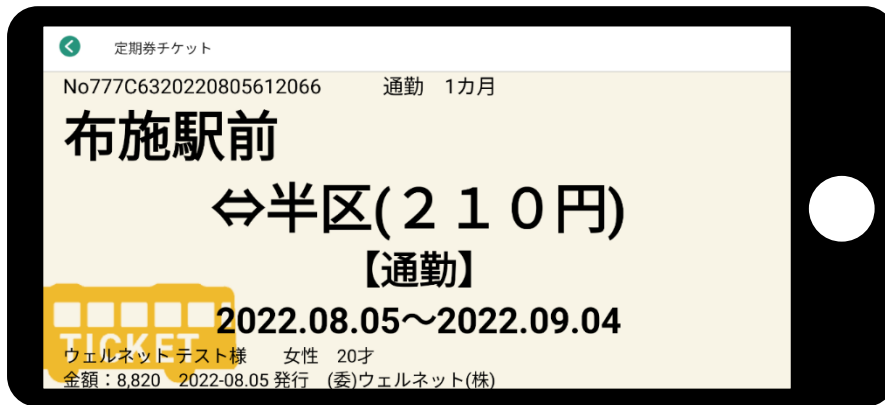 定期券チケット
No777C6320220805612066 通勤 1カ月
布施駅前
⇔半区(210円)
【通勤】
2022.08.05～2022.09.04
TICKET
ウェルネット テスト様 女性 20才
金額：8,820 2022-08.05 発行 (委)ウェルネット(株)